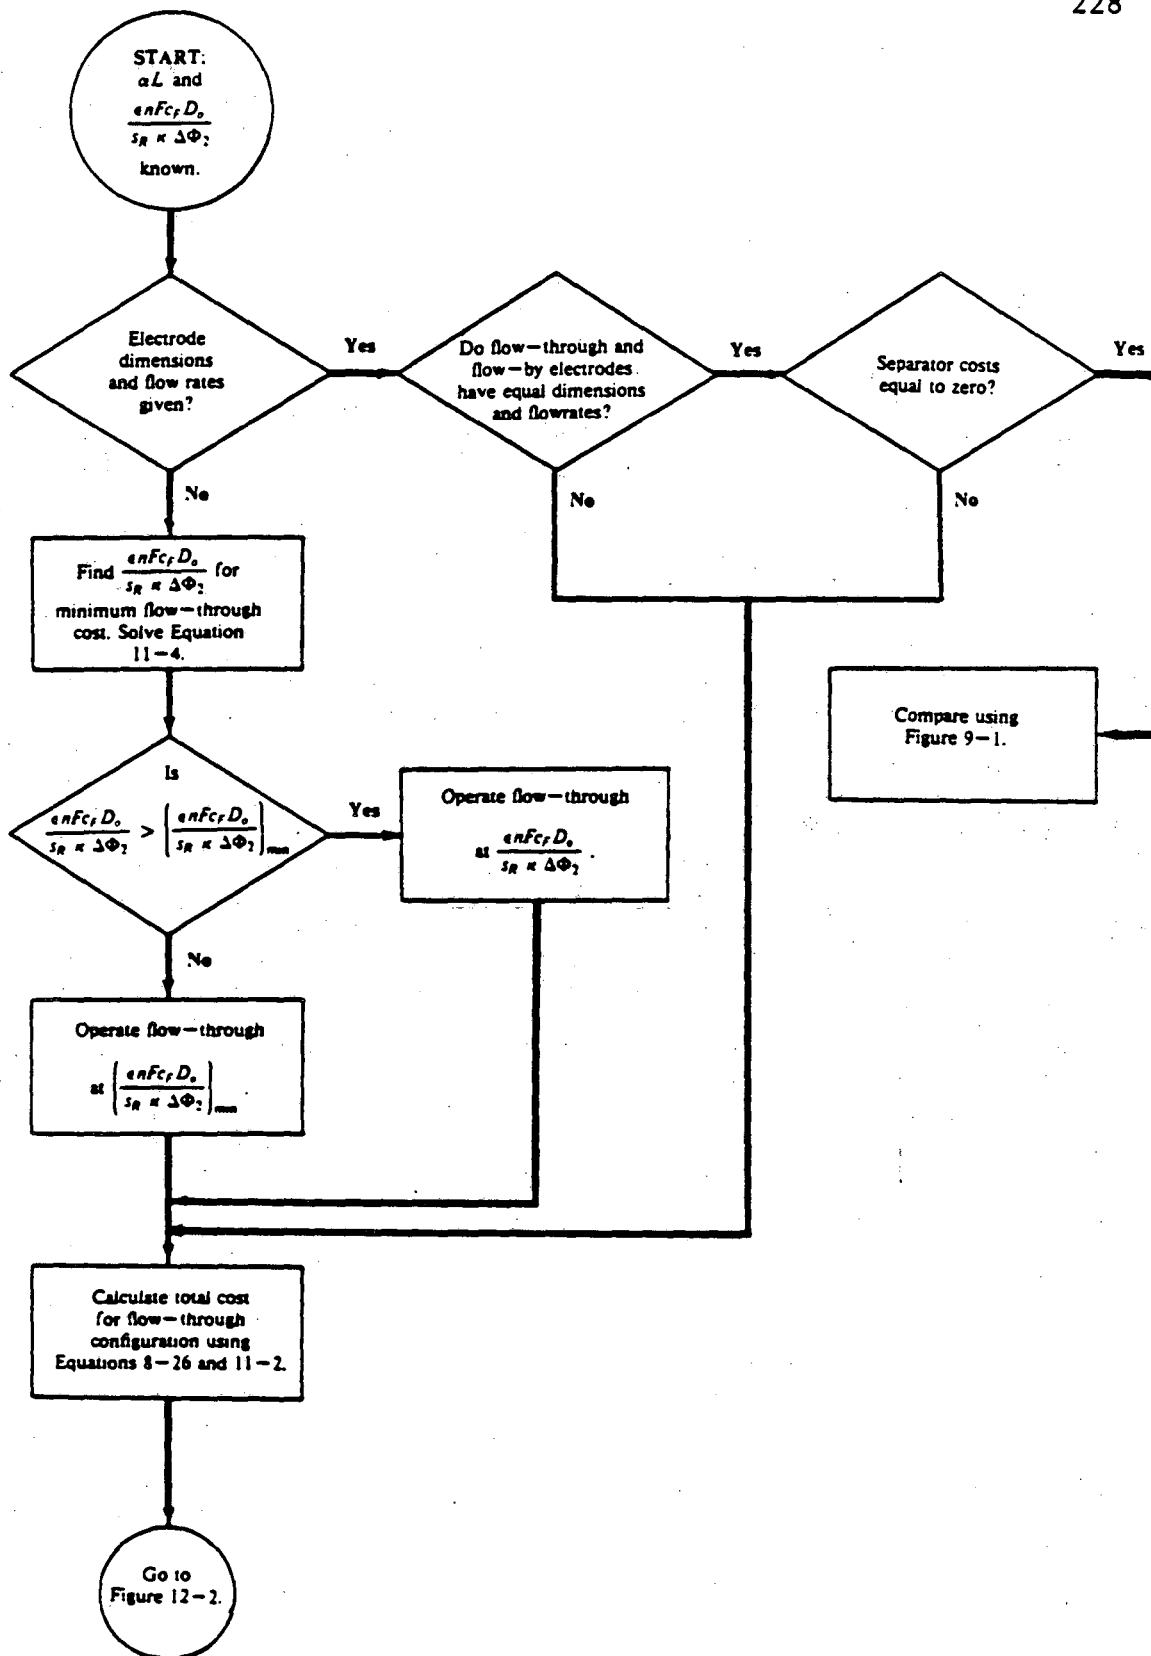 228
START:
αL and
εnFc_F D_o
s_R κ ΔΦ_2
known.
Electrode
dimensions
and flow rates
given?
Yes
Do flow—through and
flow—by electrodes
have equal dimensions
and flowrates?
Yes
Separator costs
equal to zero?
Yes
No
No
No
Find εnFc_F D_o / s_R κ ΔΦ_2 for
minimum flow—through
cost. Solve Equation
11—4.
Compare using
Figure 9—1.
Is
εnFc_F D_o / s_R κ ΔΦ_2 > (εnFc_F D_o / s_R κ ΔΦ_2)_min
Yes
Operate flow—through
at εnFc_F D_o / s_R κ ΔΦ_2 .
No
Operate flow—through
at (εnFc_F D_o / s_R κ ΔΦ_2)_min
Calculate total cost
for flow—through
configuration using
Equations 8—26 and 11—2.
Go to
Figure 12—2.